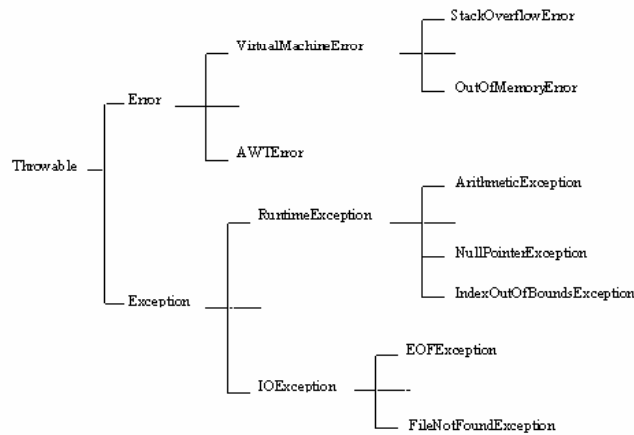 StackOverflowError
VirtualMachineError
OutOfMemoryError
Error
AWTError
Throwable
ArithmeticException
RuntimeException
NullPointerException
IndexOutOfBoundsException
Exception
EOFException
IOException
FileNotFoundException